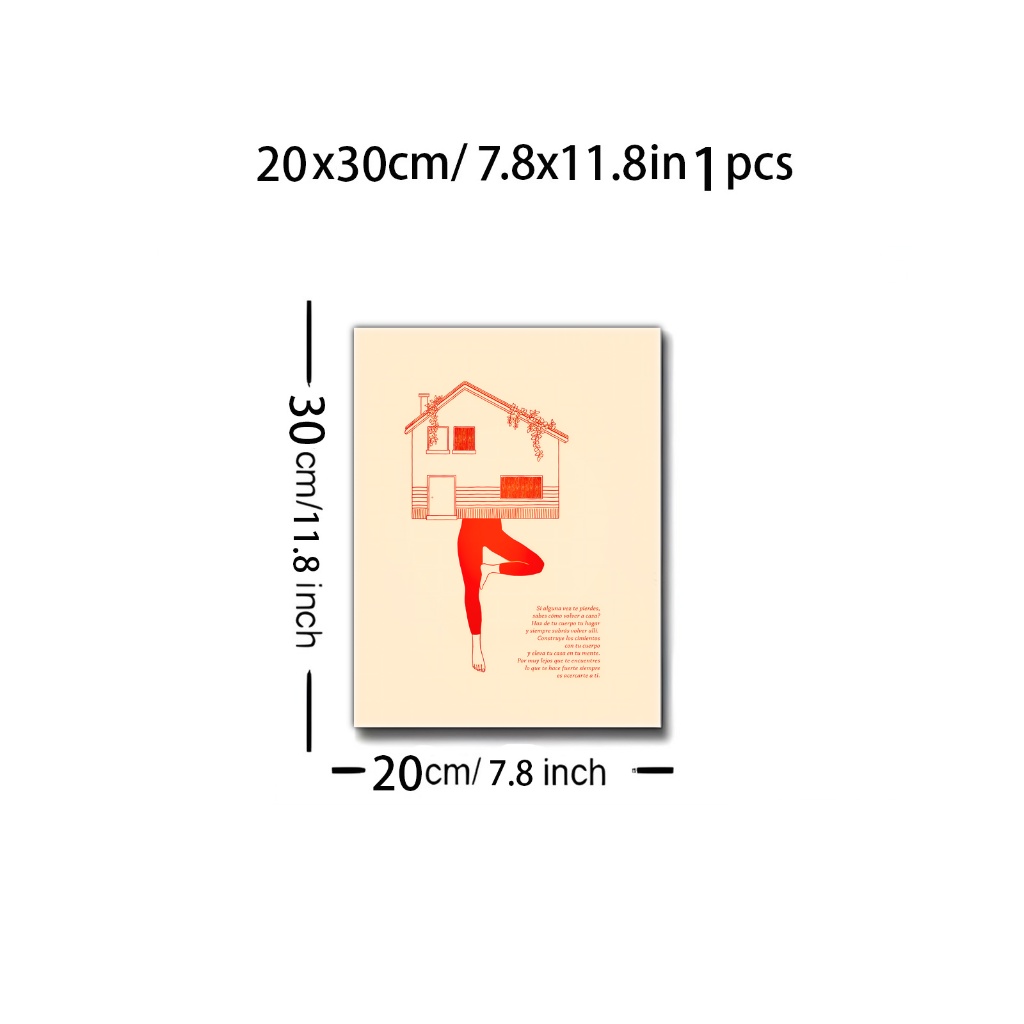 20x30cm/ 7.8x11.8in 1 pcs
30cm/11.8 inch
Si alguna vez te pierdes,
sabes cómo volver a casa?
Haz de tu cuerpo tu hogar
y siempre sabrás volver allí.
Construye los cimientos
con tu cuerpo
y eleva tu casa en tu mente.
Por muy lejos que te encuentres
lo que te hace fuerte siempre
es acercarte a ti.
20cm/ 7.8 inch